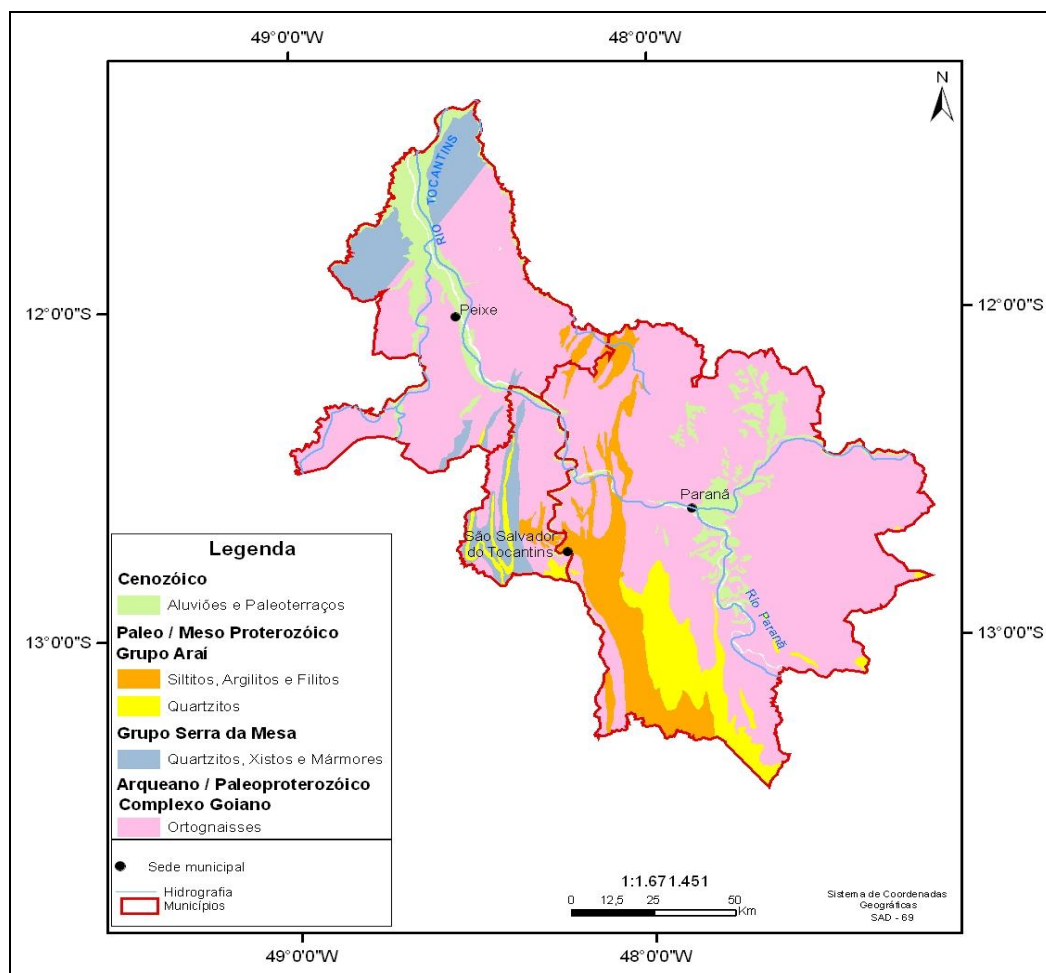 49°0'0"W
48°0'0"W
N
RIO TOCANTINS
12°0'0"S
12°0'0"S
Peixe
Paranã
São Salvador
do Tocantins
Rio Paranã
13°0'0"S
13°0'0"S
Legenda
Cenozóico
Aluviões e Paleoterraços
Paleo / Meso Proterozóico
Grupo Araí
Siltitos, Argilitos e Filitos
Quartzitos
Grupo Serra da Mesa
Quartzitos, Xistos e Mármores
Arqueano / Paleoproterozóico
Complexo Goiano
Ortognaisses
Sede municipal
Hidrografia
Municípios
1:1.671.451
0 12,5 25 50
Km
Sistema de Coordenadas
Geográficas
SAD - 69
49°0'0"W
48°0'0"W